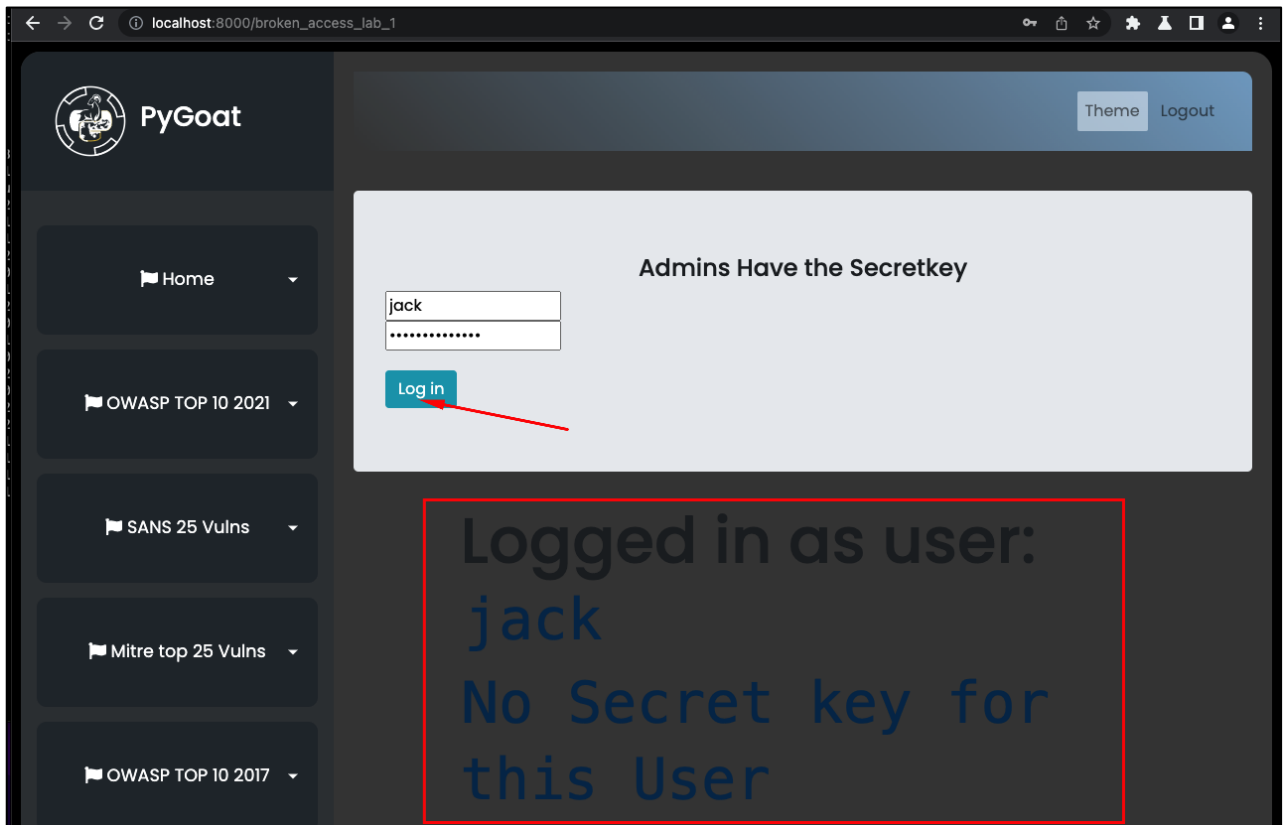 localhost:8000/broken_access_lab_1
PyGoat
Theme Logout
Home
OWASP TOP 10 2021
SANS 25 Vulns
Mitre top 25 Vulns
OWASP TOP 10 2017
Admins Have the Secretkey
jack
••••••••••••••
Log in
Logged in as user:
jack
No Secret key for
this User